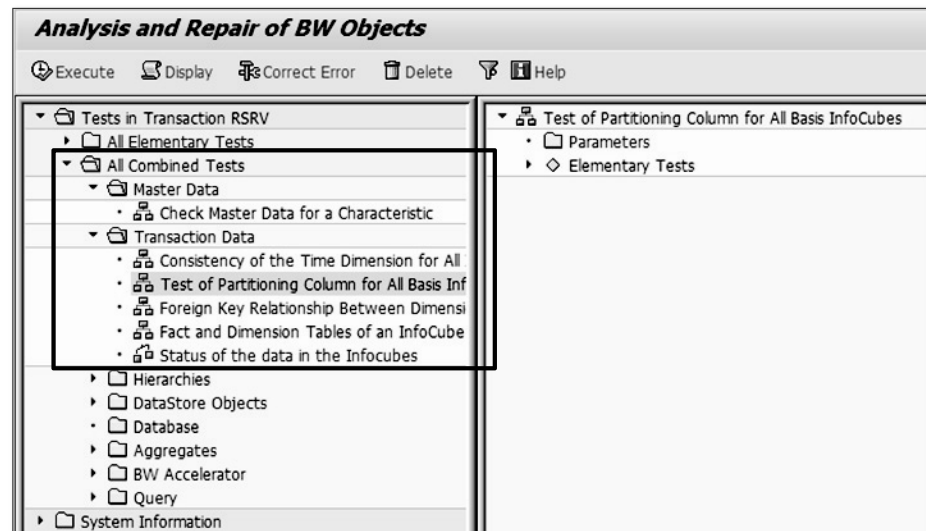 Analysis and Repair of BW Objects
Execute Display Correct Error Delete Help
Tests in Transaction RSRV
All Elementary Tests
All Combined Tests
Master Data
Check Master Data for a Characteristic
Transaction Data
Consistency of the Time Dimension for All
Test of Partitioning Column for All Basis Inf
Foreign Key Relationship Between Dimensi
Fact and Dimension Tables of an InfoCube
Status of the data in the Infocubes
Hierarchies
DataStore Objects
Database
Aggregates
BW Accelerator
Query
System Information
Test of Partitioning Column for All Basis InfoCubes
Parameters
Elementary Tests